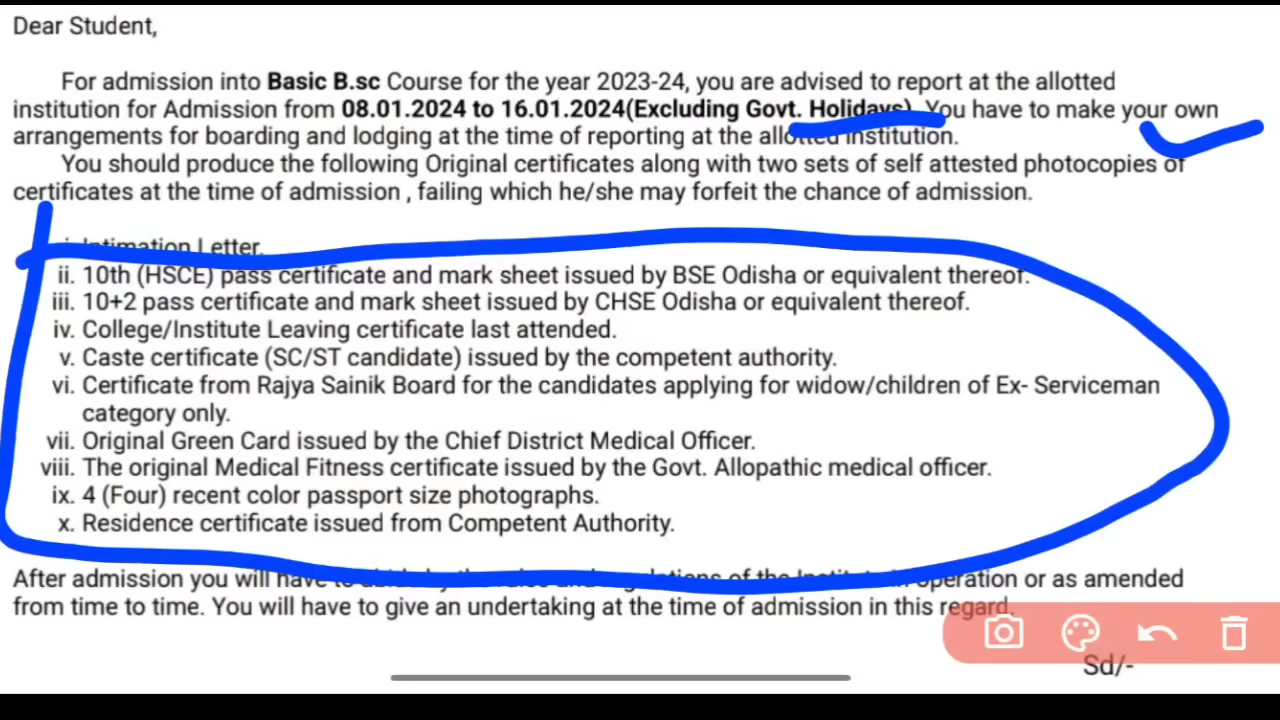 Dear Student,
For admission into Basic B.sc Course for the year 2023-24, you are advised to report at the allotted
institution for Admission from 08.01.2024 to 16.01.2024(Excluding Govt. Holidays). You have to make your own
arrangements for boarding and lodging at the time of reporting at the allotted institution.
You should produce the following Original certificates along with two sets of self attested photocopies of
certificates at the time of admission , failing which he/she may forfeit the chance of admission.
i. Intimation Letter.
ii. 10th (HSCE) pass certificate and mark sheet issued by BSE Odisha or equivalent thereof.
iii. 10+2 pass certificate and mark sheet issued by CHSE Odisha or equivalent thereof.
iv. College/Institute Leaving certificate last attended.
v. Caste certificate (SC/ST candidate) issued by the competent authority.
vi. Certificate from Rajya Sainik Board for the candidates applying for widow/children of Ex- Serviceman
category only.
vii. Original Green Card issued by the Chief District Medical Officer.
viii. The original Medical Fitness certificate issued by the Govt. Allopathic medical officer.
ix. 4 (Four) recent color passport size photographs.
x. Residence certificate issued from Competent Authority.
After admission you will have to abide by the rules and regulations of the Institute in operation or as amended
from time to time. You will have to give an undertaking at the time of admission in this regard.
Sd/-